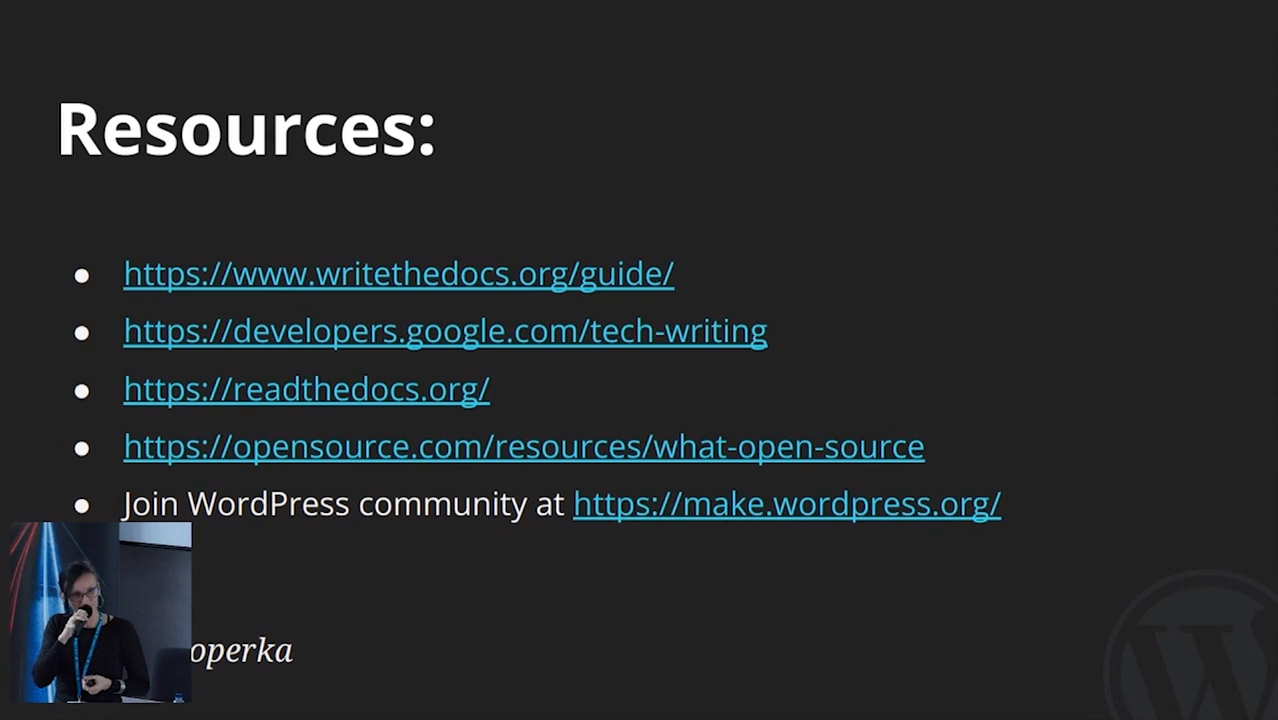 Resources:
https://www.writethedocs.org/guide/
https://developers.google.com/tech-writing
https://readthedocs.org/
https://opensource.com/resources/what-open-source
Join WordPress community at https://make.wordpress.org/
operka